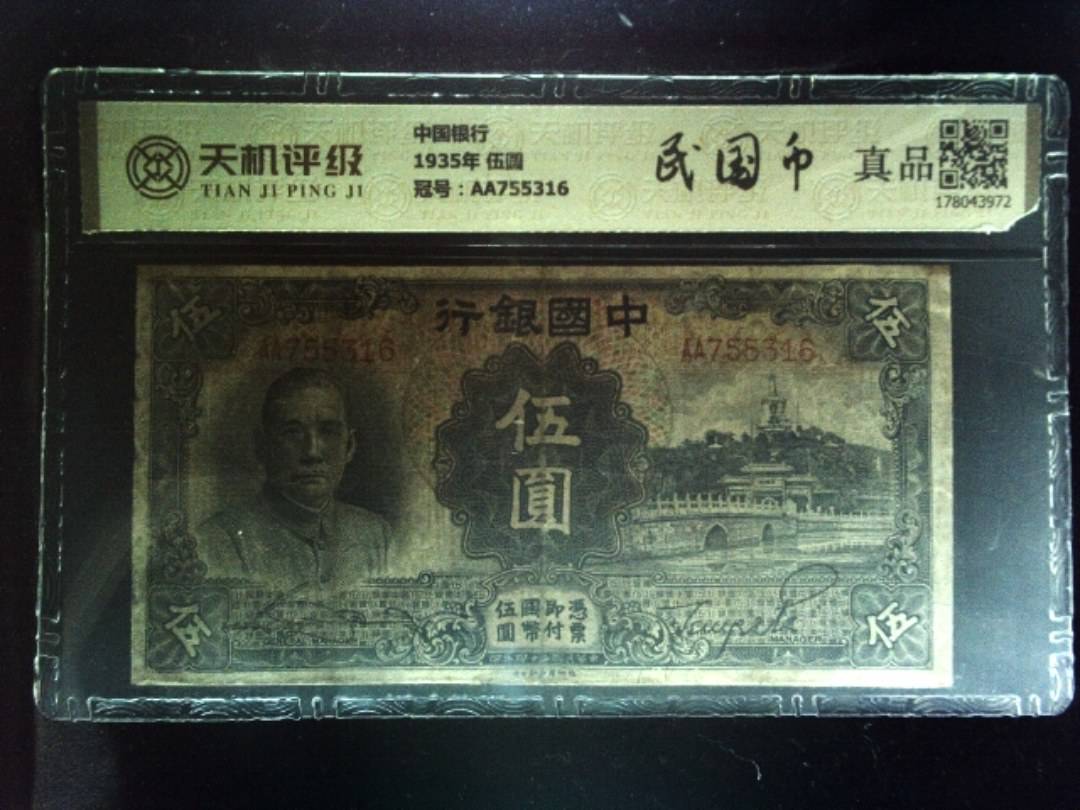 天机评级
TIAN JI PING JI
中国银行
1935年 伍圆
冠号：AA755316
民国币
真品
178043972
行銀國中
伍
伍
AA755316
AA755316
伍
圓
憑票
即付
國幣
伍圓
伍
伍
MANAGER